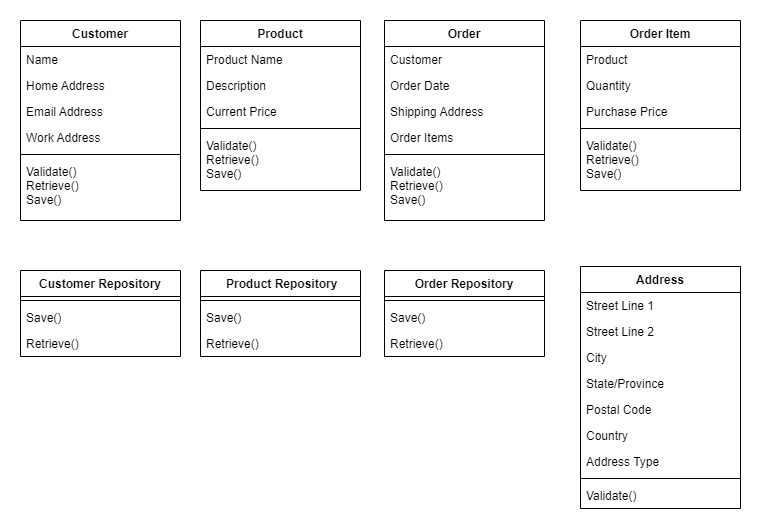 Customer
Name
Home Address
Email Address
Work Address
Validate()
Retrieve()
Save()
Product
Product Name
Description
Current Price
Validate()
Retrieve()
Save()
Order
Customer
Order Date
Shipping Address
Order Items
Validate()
Retrieve()
Save()
Order Item
Product
Quantity
Purchase Price
Validate()
Retrieve()
Save()
Customer Repository
Save()
Retrieve()
Product Repository
Save()
Retrieve()
Order Repository
Save()
Retrieve()
Address
Street Line 1
Street Line 2
City
State/Province
Postal Code
Country
Address Type
Validate()